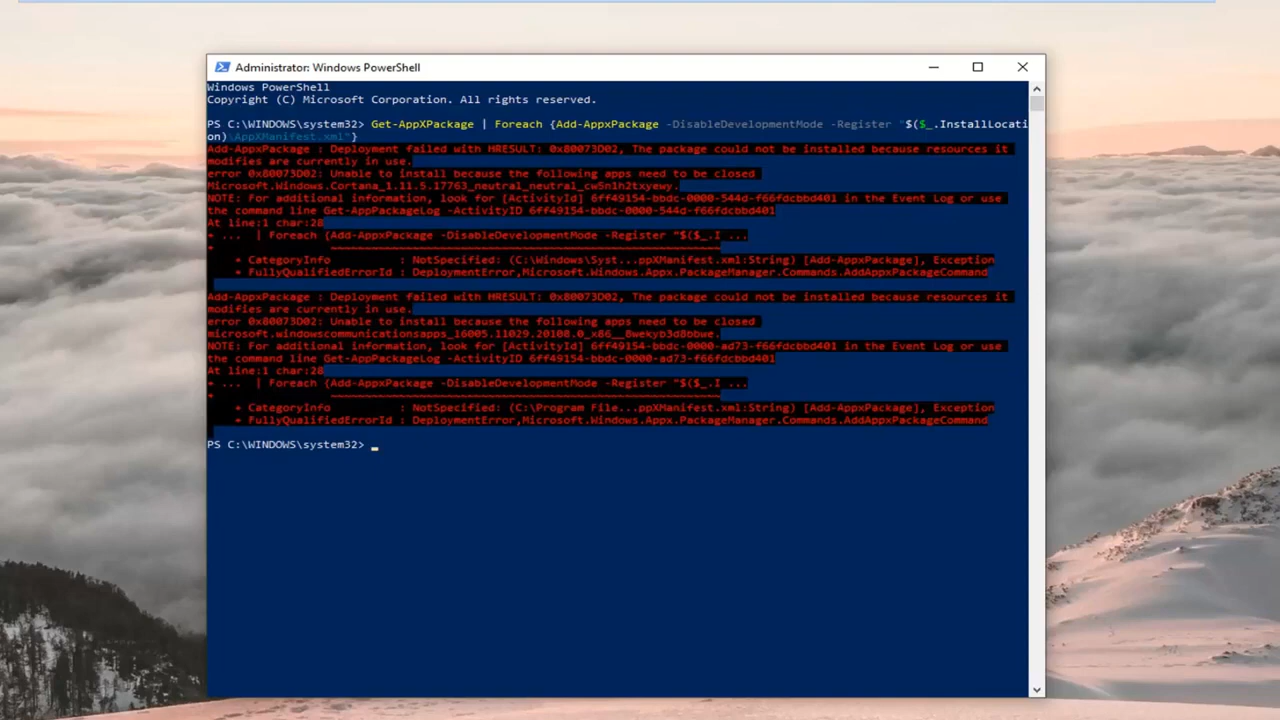 Administrator: Windows PowerShell
Windows PowerShell
Copyright (C) Microsoft Corporation. All rights reserved.
PS C:\WINDOWS\system32> Get-AppXPackage | Foreach {Add-AppxPackage -DisableDevelopmentMode -Register "$($_.InstallLocati
on)\AppXManifest.xml"}
Add-AppxPackage : Deployment failed with HRESULT: 0x80073D02, The package could not be installed because resources it
modifies are currently in use.
error 0x80073D02: Unable to install because the following apps need to be closed
Microsoft.Windows.Cortana_1.11.5.17763_neutral_neutral_cw5n1h2txyewy.
NOTE: For additional information, look for [ActivityId] 6ff49154-bbdc-0000-544d-f66fdcbbd401 in the Event Log or use
the command line Get-AppPackageLog -ActivityID 6ff49154-bbdc-0000-544d-f66fdcbbd401
At line:1 char:28
+ ... | Foreach {Add-AppxPackage -DisableDevelopmentMode -Register "$($_.I ...
+ ~~~~~~~~~~~~~~~~~~~~~~~~~~~~~~~~~~~~~~~~~~~~~~~~~~~~~~~~~
+ CategoryInfo : NotSpecified: (C:\Windows\Syst...ppXManifest.xml:String) [Add-AppxPackage], Exception
+ FullyQualifiedErrorId : DeploymentError,Microsoft.Windows.Appx.PackageManager.Commands.AddAppxPackageCommand
Add-AppxPackage : Deployment failed with HRESULT: 0x80073D02, The package could not be installed because resources it
modifies are currently in use.
error 0x80073D02: Unable to install because the following apps need to be closed
microsoft.windowscommunicationsapps_16005.11029.20108.0_x86__8wekyb3d8bbwe.
NOTE: For additional information, look for [ActivityId] 6ff49154-bbdc-0000-ad73-f66fdcbbd401 in the Event Log or use
the command line Get-AppPackageLog -ActivityID 6ff49154-bbdc-0000-ad73-f66fdcbbd401
At line:1 char:28
+ ... | Foreach {Add-AppxPackage -DisableDevelopmentMode -Register "$($_.I ...
+ ~~~~~~~~~~~~~~~~~~~~~~~~~~~~~~~~~~~~~~~~~~~~~~~~~~~~~~~~~
+ CategoryInfo : NotSpecified: (C:\Program File...ppXManifest.xml:String) [Add-AppxPackage], Exception
+ FullyQualifiedErrorId : DeploymentError,Microsoft.Windows.Appx.PackageManager.Commands.AddAppxPackageCommand
PS C:\WINDOWS\system32> _